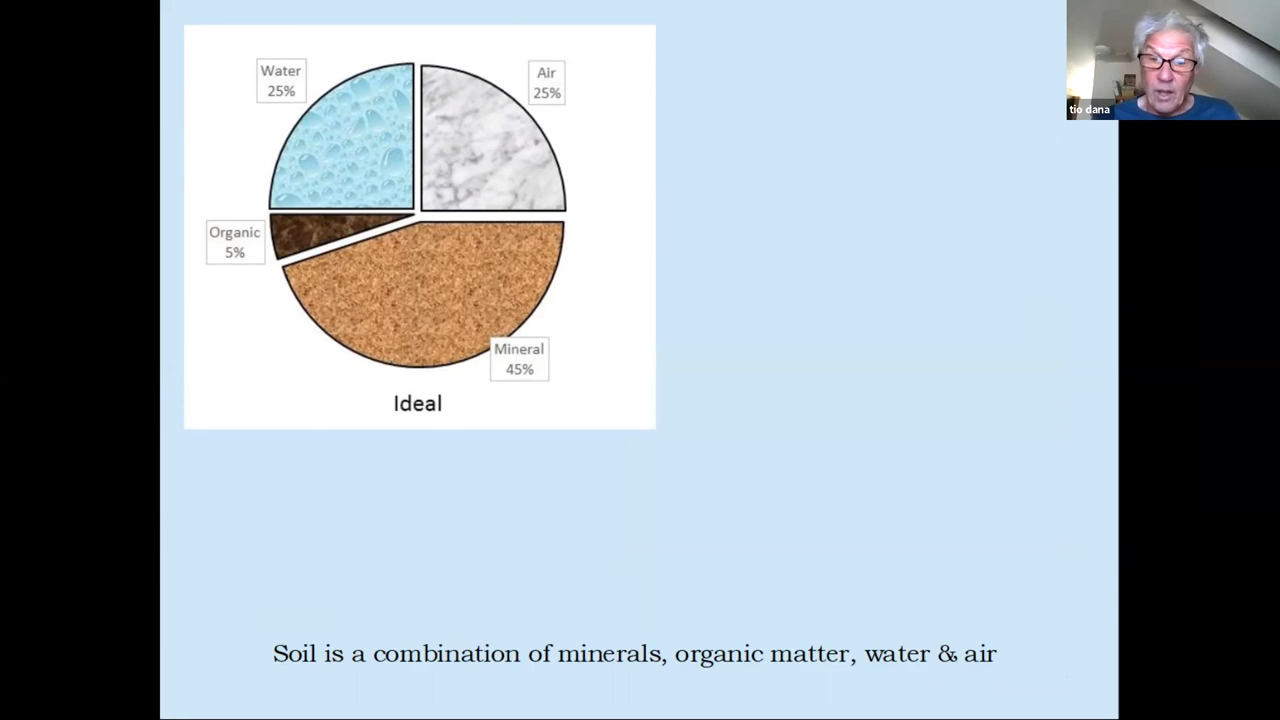 Water
25%
Air
25%
tio dana
Organic
5%
Mineral
45%
Ideal
Soil is a combination of minerals, organic matter, water & air